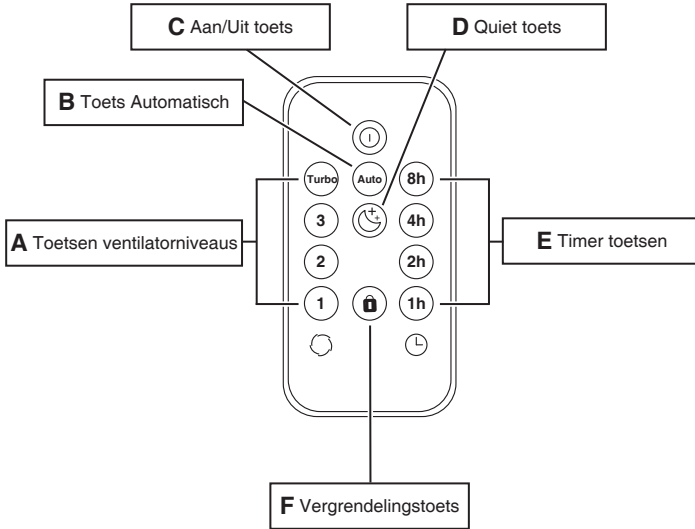 C Aan/Uit toets
D Quiet toets
B Toets Automatisch
Turbo
Auto
8h
3
4h
A Toetsen ventilatorniveaus
E Timer toetsen
2
2h
1
1h
F Vergrendelingstoets